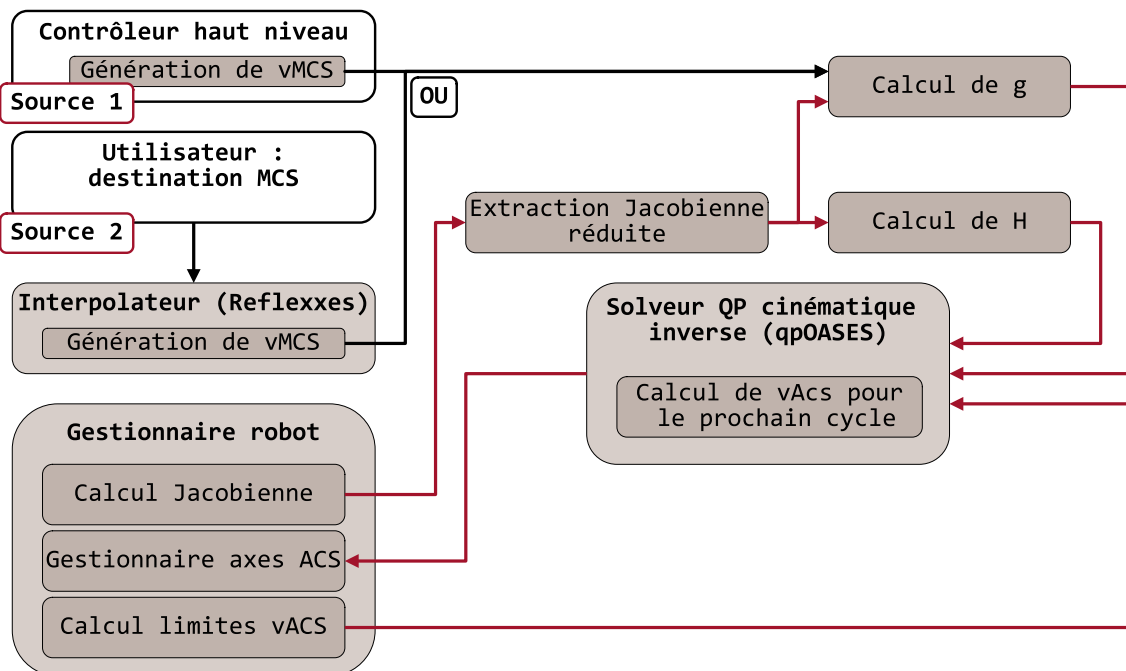 Contrôleur haut niveau
Génération de vMCS
Source 1
OU
Calcul de g
Utilisateur :
destination MCS
Source 2
Extraction Jacobienne
réduite
Calcul de H
Interpolateur (Reflexxes)
Génération de vMCS
Solveur QP cinématique
inverse (qpOASES)
Calcul de vAcs pour
le prochain cycle
Gestionnaire robot
Calcul Jacobienne
Gestionnaire axes ACS
Calcul limites vACS